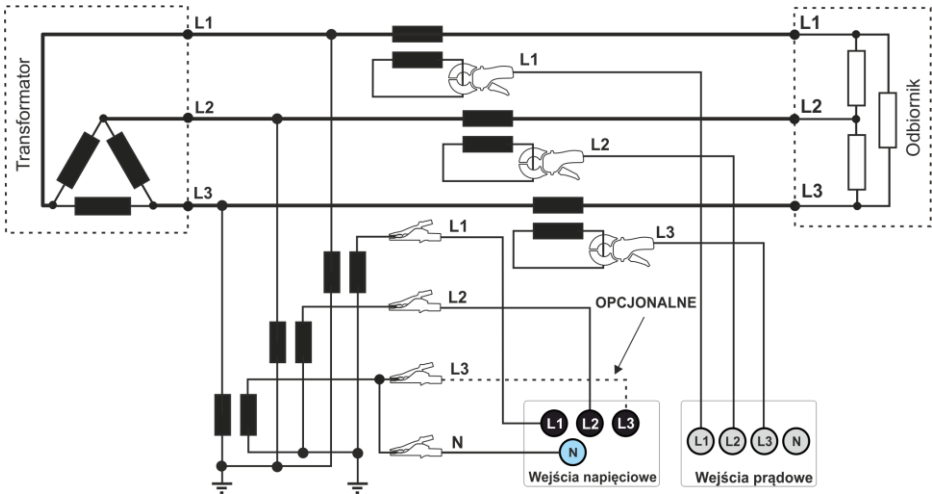 L1
L1
Transformator
L1
L2
L2
Odbiornik
L2
L3
L3
L1
L3
L2
OPCJONALNE
L3
N
L1 L2 L3
N
Wejścia napięciowe
L1 L2 L3 N
Wejścia prądowe